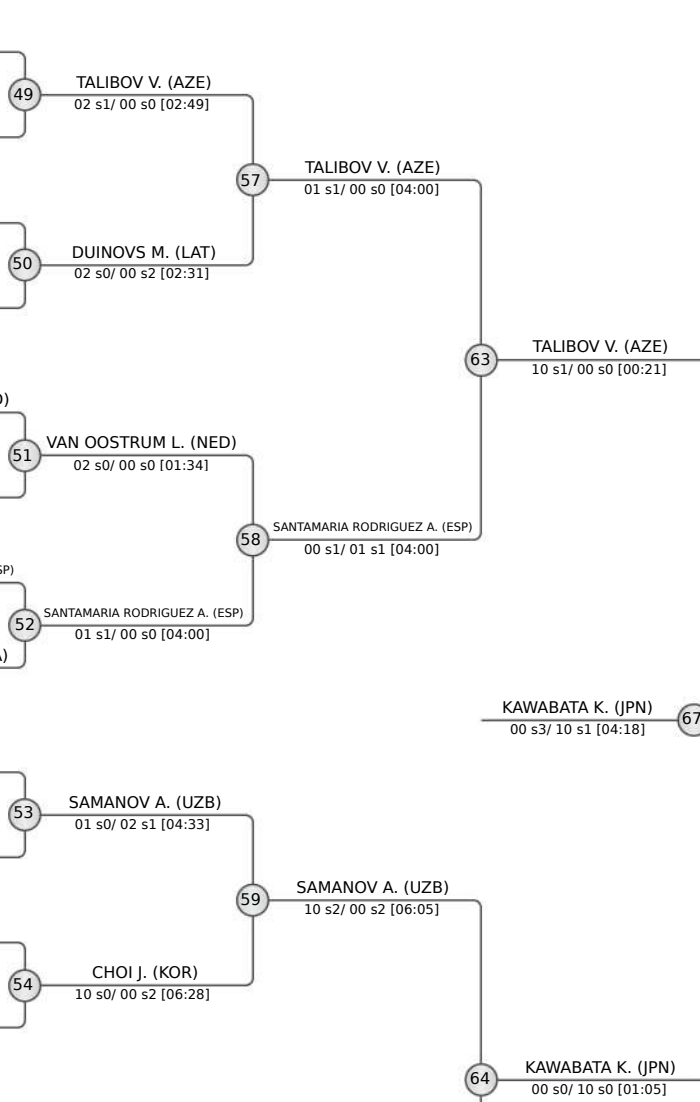 49
TALIBOV V. (AZE)
02 s1/ 00 s0 [02:49]
57
TALIBOV V. (AZE)
01 s1/ 00 s0 [04:00]
50
DUINOVS M. (LAT)
02 s0/ 00 s2 [02:31]
63
TALIBOV V. (AZE)
10 s1/ 00 s0 [00:21]
)
51
VAN OOSTRUM L. (NED)
02 s0/ 00 s0 [01:34]
58
SANTAMARIA RODRIGUEZ A. (ESP)
00 s1/ 01 s1 [04:00]
SP)
52
SANTAMARIA RODRIGUEZ A. (ESP)
01 s1/ 00 s0 [04:00]
)
KAWABATA K. (JPN)
00 s3/ 10 s1 [04:18]
67
53
SAMANOV A. (UZB)
01 s0/ 02 s1 [04:33]
59
SAMANOV A. (UZB)
10 s2/ 00 s2 [06:05]
54
CHOI J. (KOR)
10 s0/ 00 s2 [06:28]
64
KAWABATA K. (JPN)
00 s0/ 10 s0 [01:05]